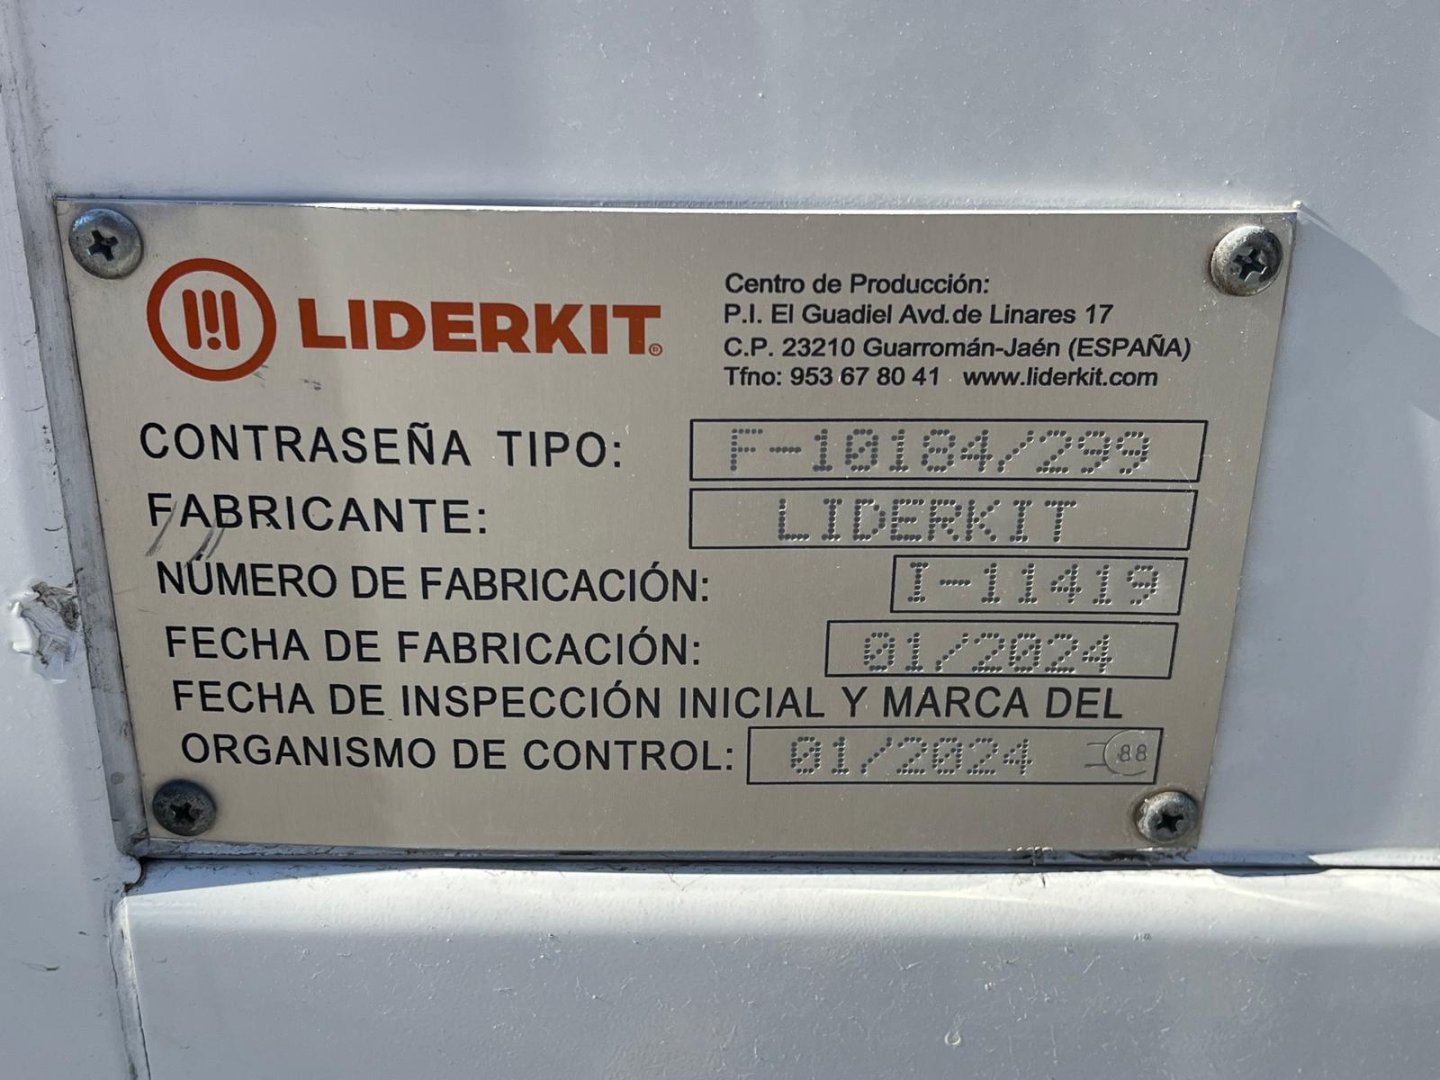 LIDERKIT®
Centro de Producción:
P.I. El Guadiel Avd.de Linares 17
C.P. 23210 Guarromán-Jaén (ESPAÑA)
Tfno: 953 67 80 41 www.liderkit.com
CONTRASEÑA TIPO: F-10184/299
FABRICANTE: LIDERKIT
NÚMERO DE FABRICACIÓN: I-11419
FECHA DE FABRICACIÓN: 01/2024
FECHA DE INSPECCIÓN INICIAL Y MARCA DEL
ORGANISMO DE CONTROL: 01/2024 88